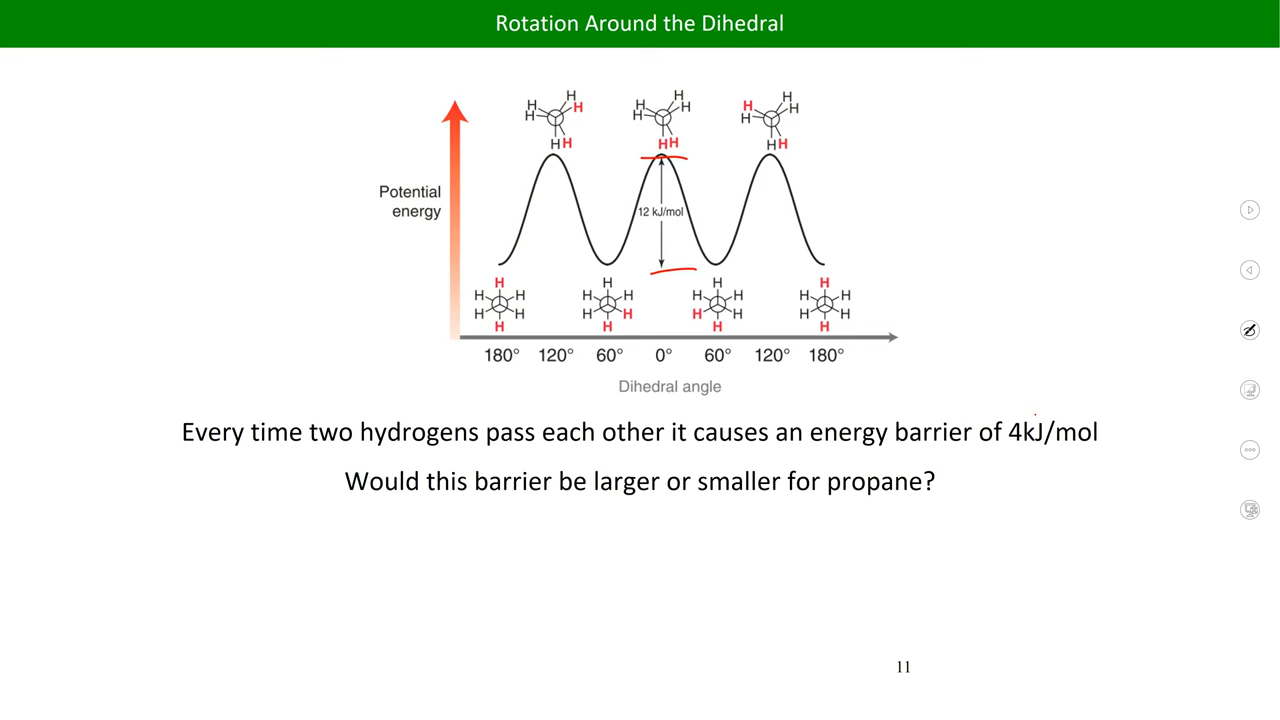 Rotation Around the Dihedral
H H H H H H
H H H H H H
H H H H H H
Potential
energy
12 kJ/mol
H H H H
H H H H H H H H
H H H H H H H H
H H H H
180° 120° 60° 0° 60° 120° 180°
Dihedral angle
Every time two hydrogens pass each other it causes an energy barrier of 4kJ/mol
Would this barrier be larger or smaller for propane?
11